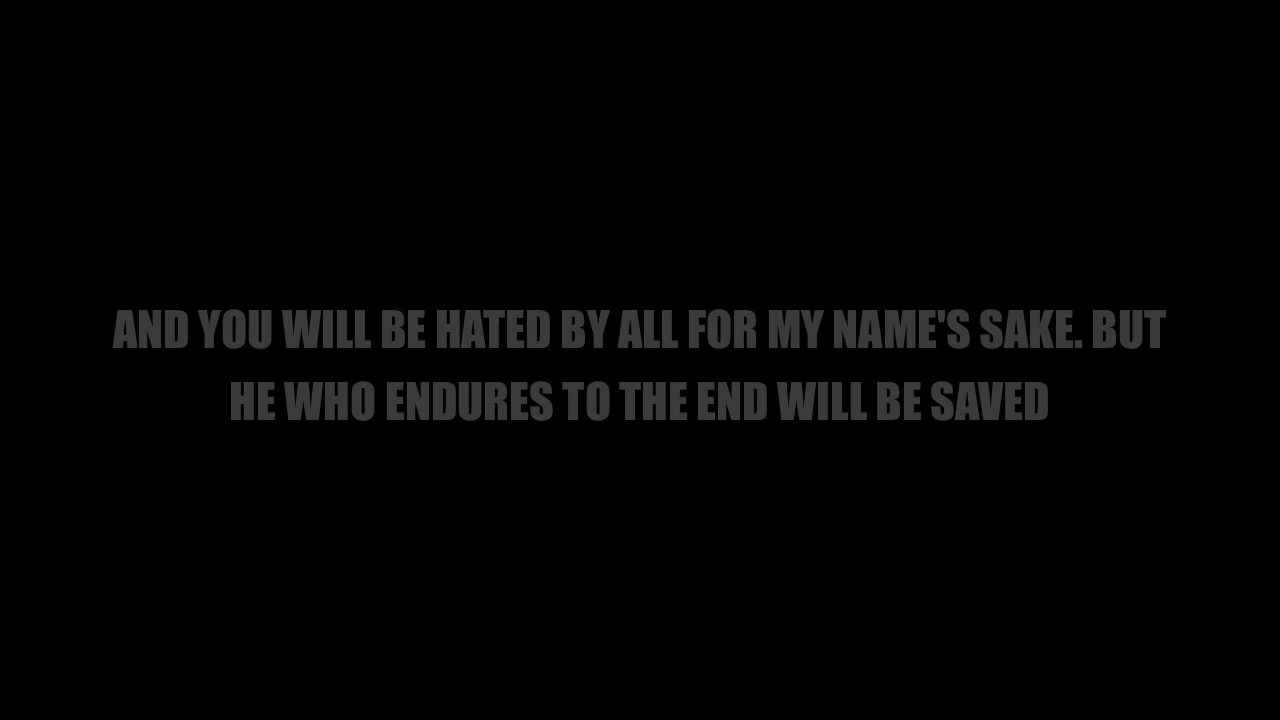 AND YOU WILL BE HATED BY ALL FOR MY NAME'S SAKE. BUT
HE WHO ENDURES TO THE END WILL BE SAVED